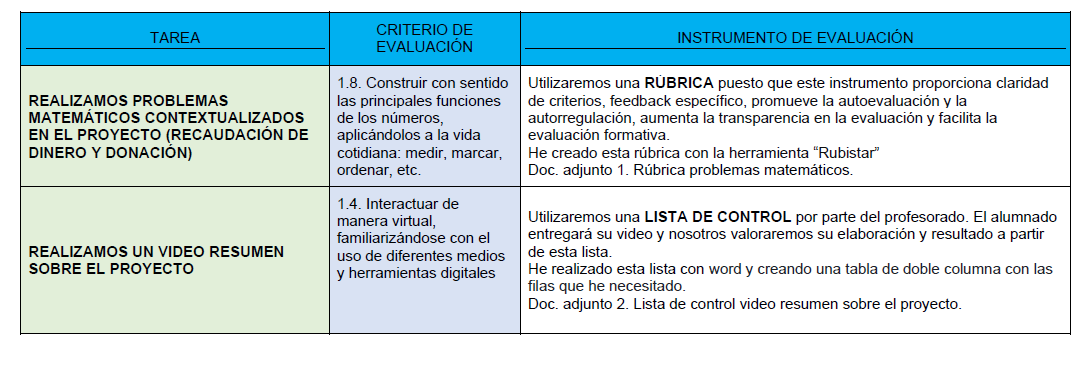 TAREA
CRITERIO DE
EVALUACIÓN
INSTRUMENTO DE EVALUACIÓN
REALIZAMOS PROBLEMAS
MATEMÁTICOS CONTEXTUALIZADOS
EN EL PROYECTO (RECAUDACIÓN DE
DINERO Y DONACIÓN)
1.8. Construir con sentido
las principales funciones
de los números,
aplicándolos a la vida
cotidiana: medir, marcar,
ordenar, etc.
Utilizaremos una RÚBRICA puesto que este instrumento proporciona claridad
de criterios, feedback específico, promueve la autoevaluación y la
autorregulación, aumenta la transparencia en la evaluación y facilita la
evaluación formativa.
He creado esta rúbrica con la herramienta “Rubistar”
Doc. adjunto 1. Rúbrica problemas matemáticos.
REALIZAMOS UN VIDEO RESUMEN
SOBRE EL PROYECTO
1.4. Interactuar de
manera virtual,
familiarizándose con el
uso de diferentes medios
y herramientas digitales
Utilizaremos una LISTA DE CONTROL por parte del profesorado. El alumnado
entregará su video y nosotros valoraremos su elaboración y resultado a partir
de esta lista.
He realizado esta lista con word y creando una tabla de doble columna con las
filas que he necesitado.
Doc. adjunto 2. Lista de control video resumen sobre el proyecto.